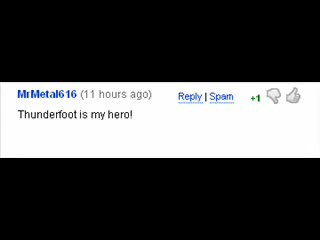 MrMetal616 (11 hours ago) Reply | Spam +1
Thunderfoot is my hero!